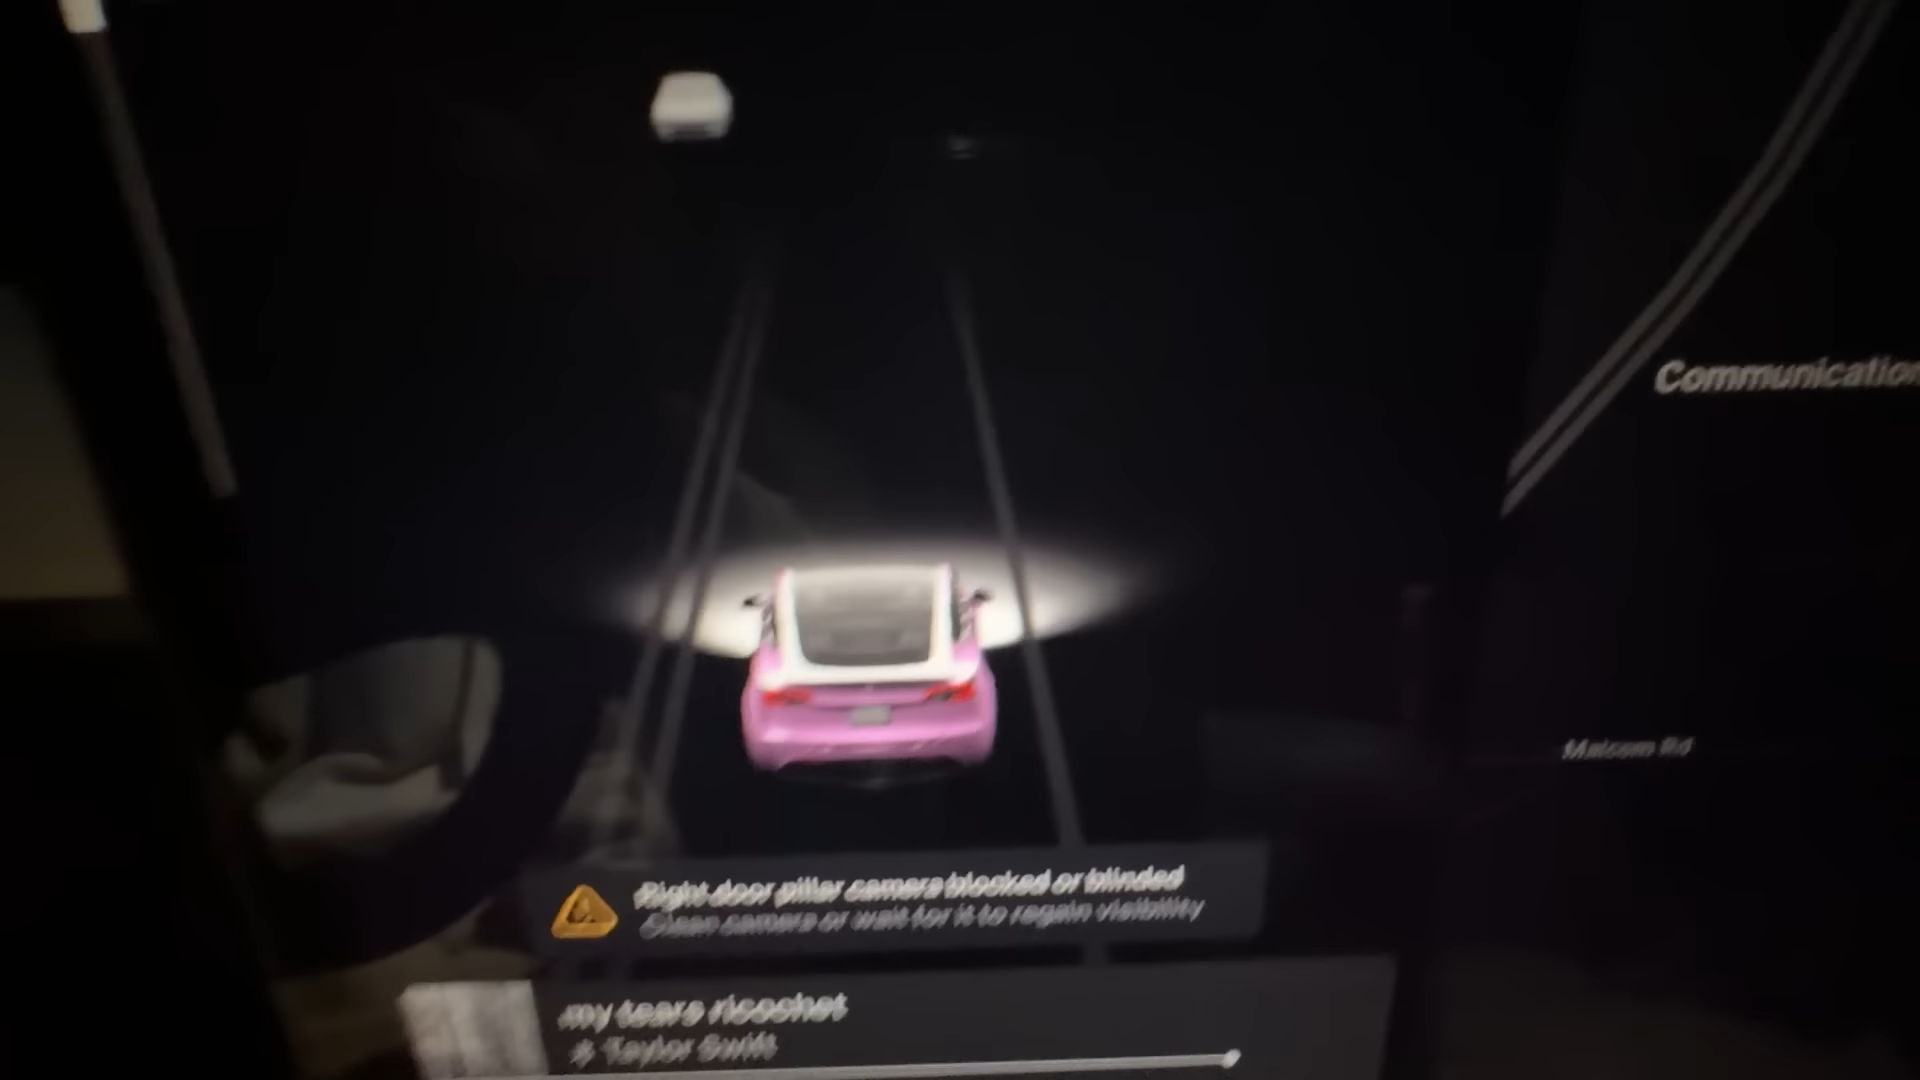 Communication
Malcom Rd
Right door pillar camera blocked or blinded
Clean camera or wait for it to regain visibility
my tears ricochet
Taylor Swift